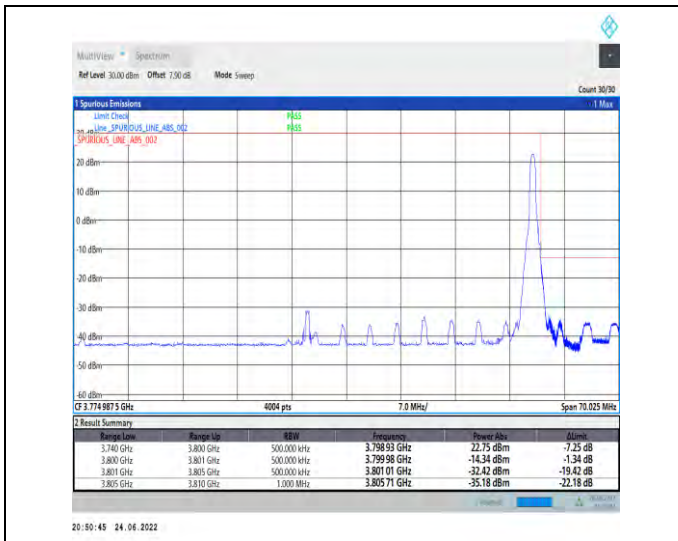 MultiView Spectrum
Ref Level 30.00 dBm Offset 7.90 dB Mode Sweep
Count 30/30
1 Spurious Emissions 1 Max
Limit Check PASS
Line _SPURIOUS_LINE_ABS_002 PASS
_SPURIOUS_LINE_ABS_002
20 dBm
10 dBm
0 dBm
-10 dBm
-20 dBm
-30 dBm
-40 dBm
-50 dBm
-60 dBm
CF 3.774 987 5 GHz 4004 pts 7.0 MHz/ Span 70.025 MHz
2 Result Summary
Range Low Range Up RBW Frequency Power Abs ΔLimit
3.740 GHz 3.800 GHz 500.000 kHz 3.798 93 GHz 22.75 dBm -7.25 dB
3.800 GHz 3.801 GHz 500.000 kHz 3.799 98 GHz -14.34 dBm -1.34 dB
3.801 GHz 3.805 GHz 500.000 kHz 3.801 01 GHz -32.42 dBm -19.42 dB
3.805 GHz 3.810 GHz 1.000 MHz 3.805 71 GHz -35.18 dBm -22.18 dB
20:50:45 24.06.2022